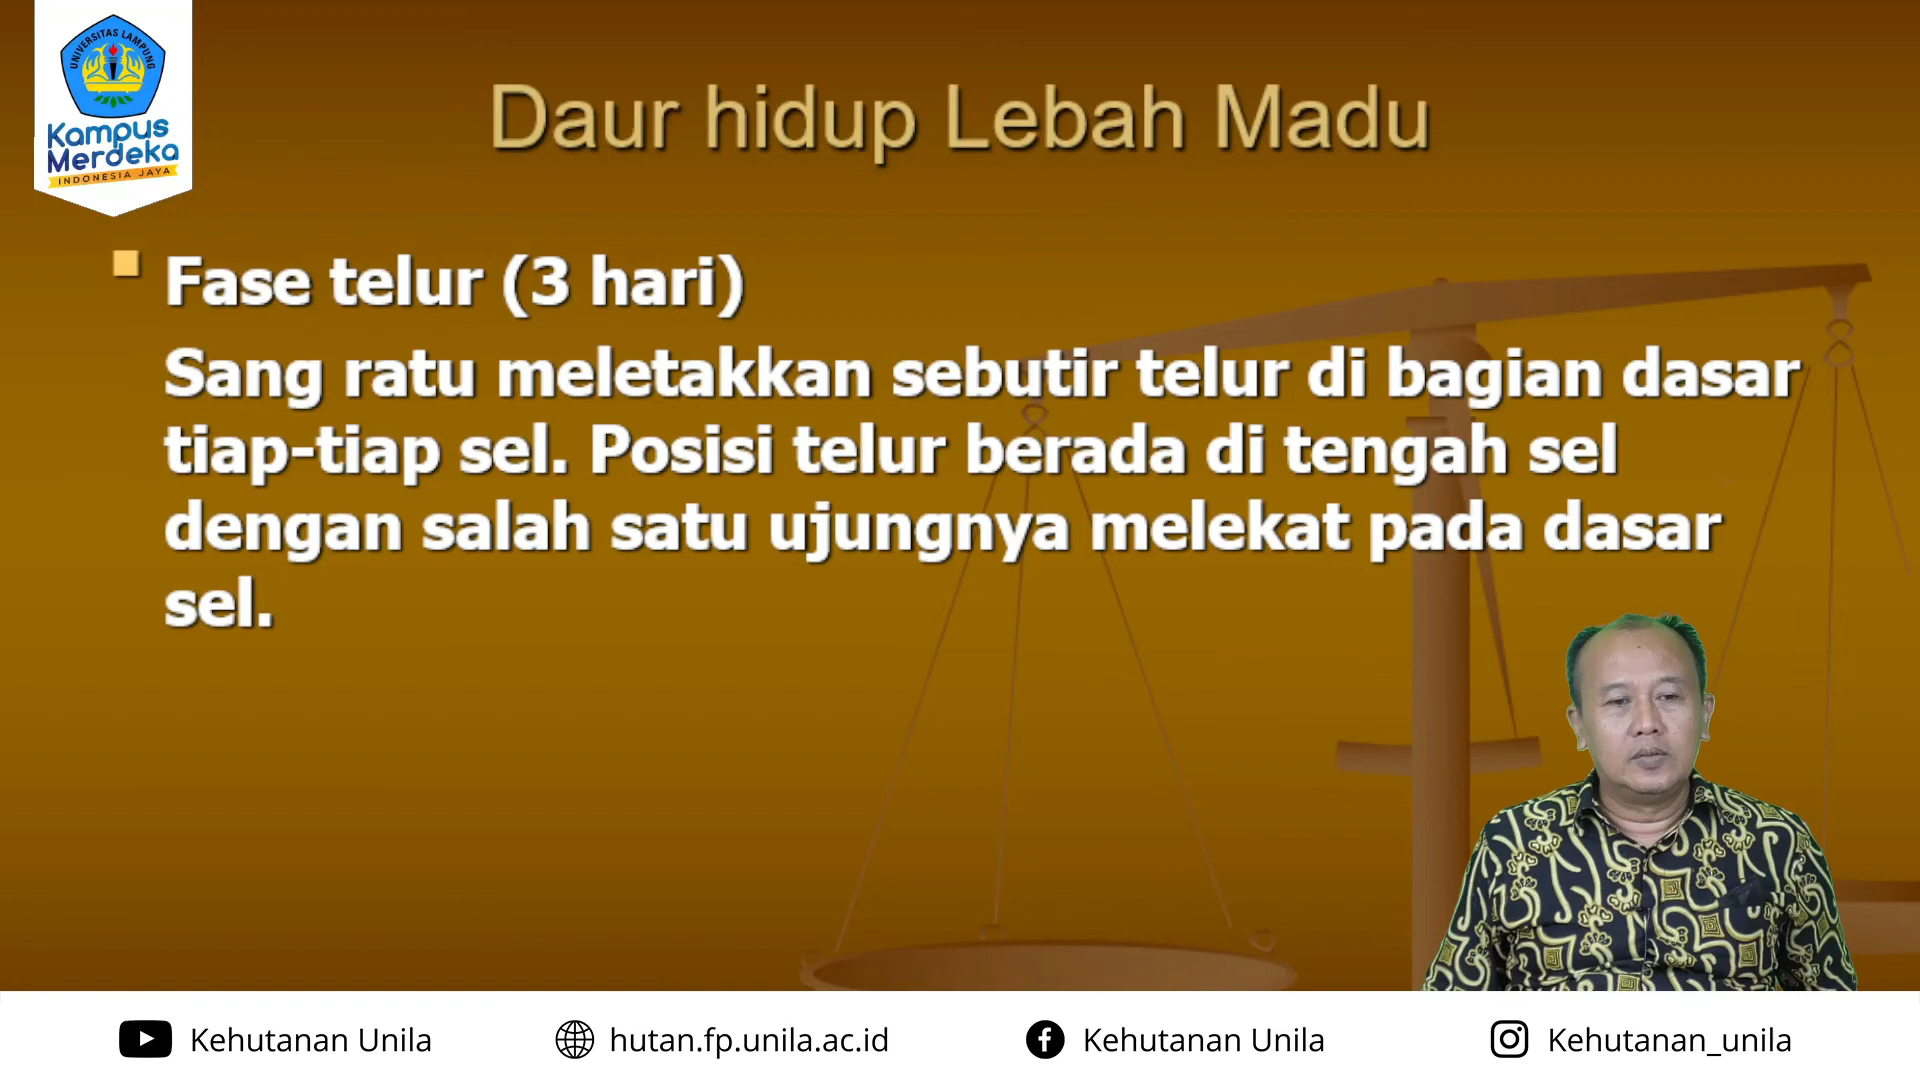 UNIVERSITAS LAMPUNG
Kampus
Merdeka
INDONESIA JAYA
Daur hidup Lebah Madu
Fase telur (3 hari)
Sang ratu meletakkan sebutir telur di bagian dasar
tiap-tiap sel. Posisi telur berada di tengah sel
dengan salah satu ujungnya melekat pada dasar
sel.
Kehutanan Unila
hutan.fp.unila.ac.id
Kehutanan Unila
Kehutanan_unila